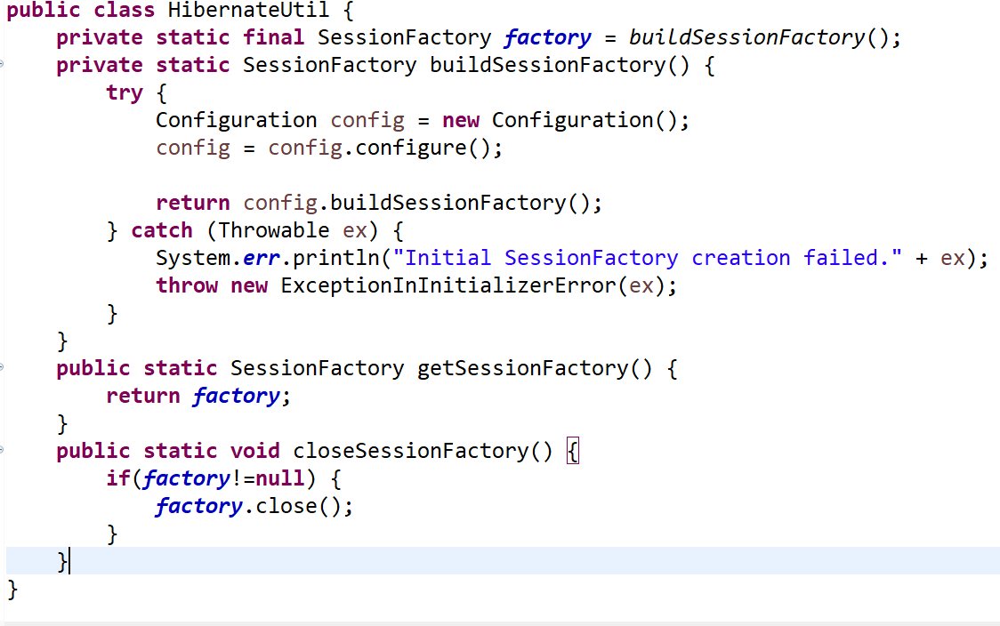 public class HibernateUtil {
    private static final SessionFactory factory = buildSessionFactory();
    private static SessionFactory buildSessionFactory() {
        try {
            Configuration config = new Configuration();
            config = config.configure();

            return config.buildSessionFactory();
        } catch (Throwable ex) {
            System.err.println("Initial SessionFactory creation failed." + ex);
            throw new ExceptionInInitializerError(ex);
        }
    }
    public static SessionFactory getSessionFactory() {
        return factory;
    }
    public static void closeSessionFactory() {
        if(factory!=null) {
            factory.close();
        }
    }
}